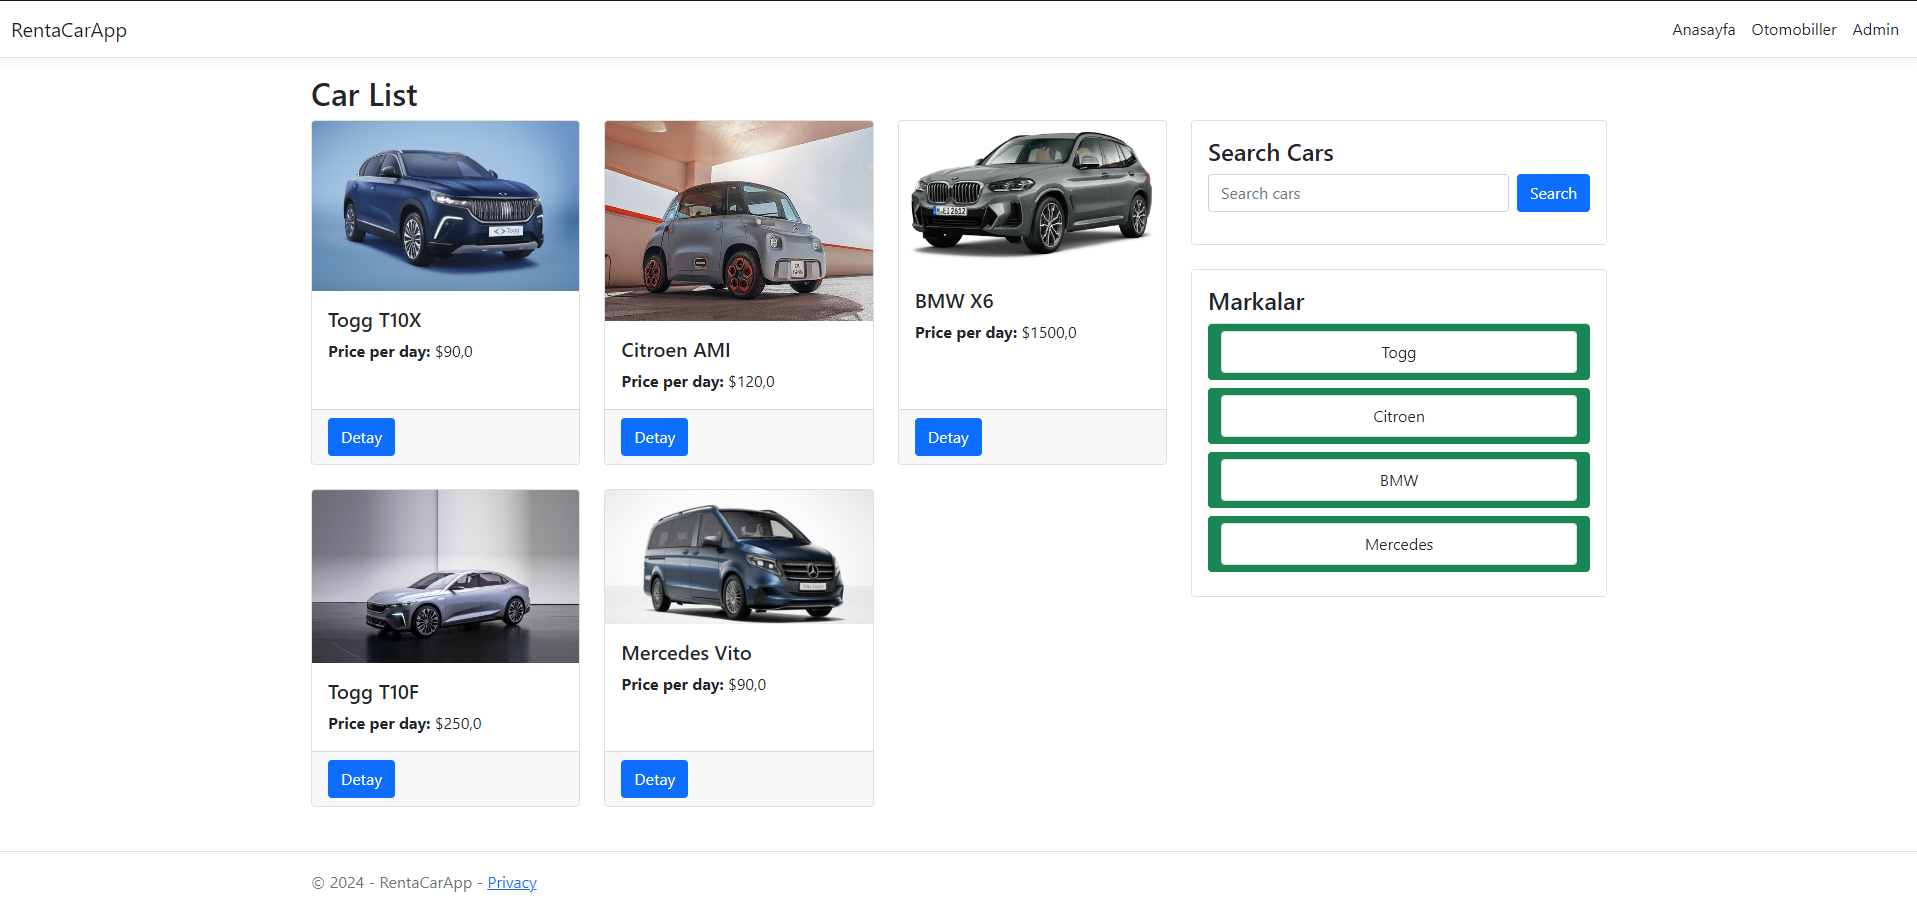 RentaCarApp
Anasayfa Otomobiller Admin
Car List
Togg T10X
Price per day: $90,0
Detay
Citroen AMI
Price per day: $120,0
Detay
BMW X6
Price per day: $1500,0
Detay
Togg T10F
Price per day: $250,0
Detay
Mercedes Vito
Price per day: $90,0
Detay
Search Cars
Search cars
Search
Markalar
Togg
Citroen
BMW
Mercedes
© 2024 - RentaCarApp - Privacy